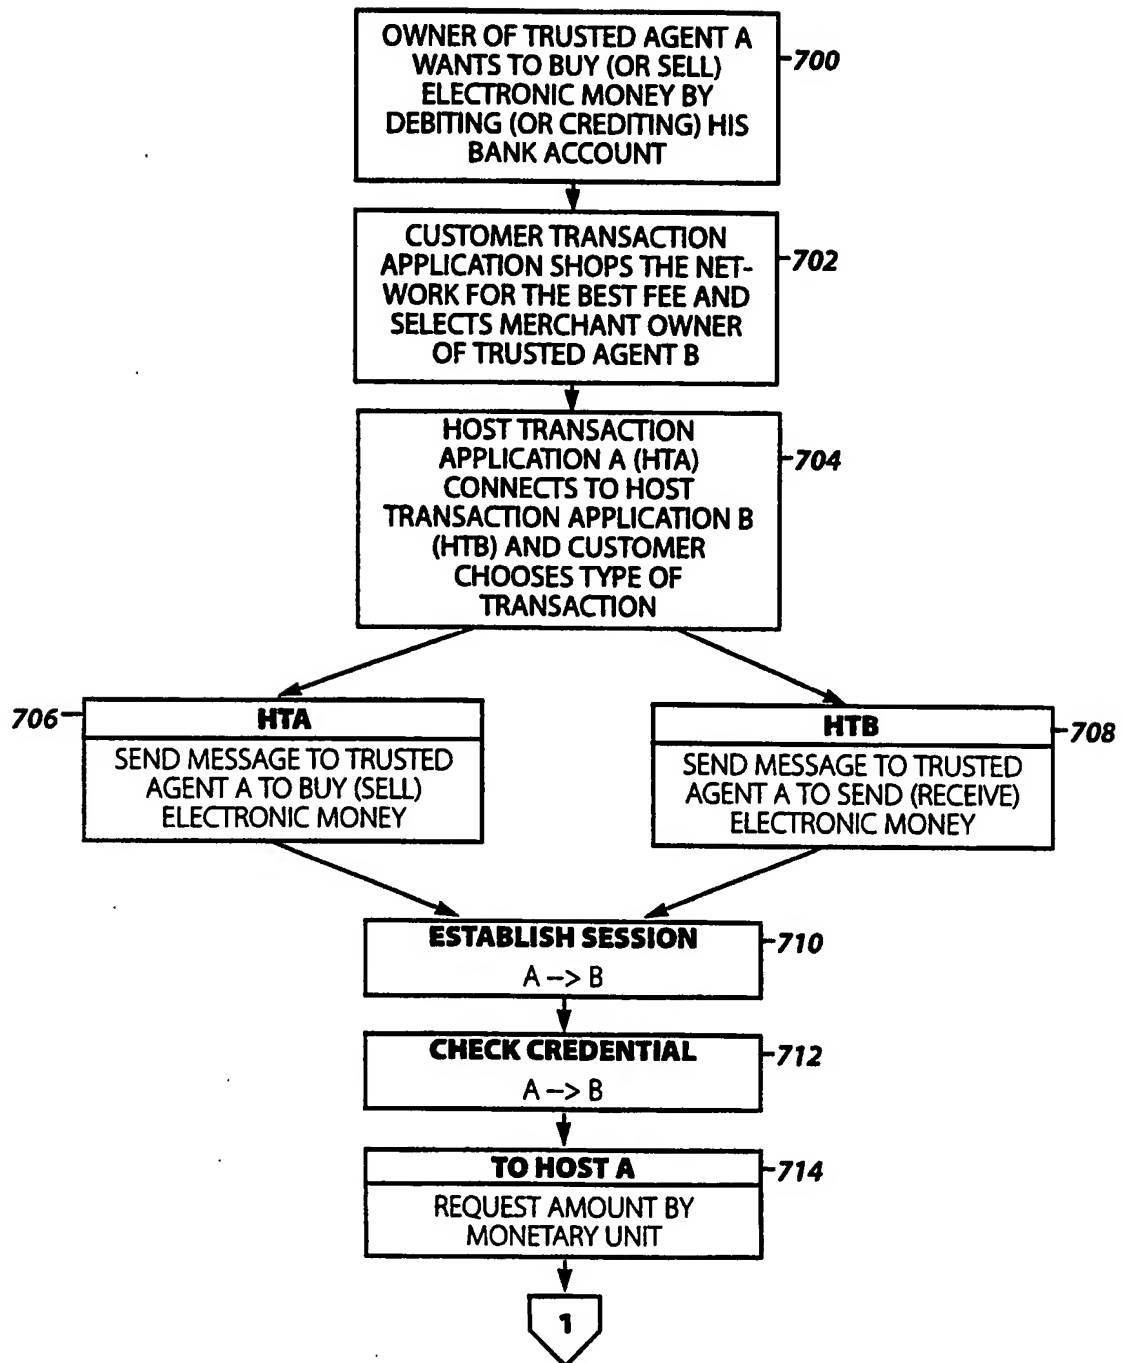 OWNER OF TRUSTED AGENT A
WANTS TO BUY (OR SELL)
ELECTRONIC MONEY BY
DEBITING (OR CREDITING) HIS
BANK ACCOUNT
700
CUSTOMER TRANSACTION
APPLICATION SHOPS THE NET-
WORK FOR THE BEST FEE AND
SELECTS MERCHANT OWNER
OF TRUSTED AGENT B
702
HOST TRANSACTION
APPLICATION A (HTA)
CONNECTS TO HOST
TRANSACTION APPLICATION B
(HTB) AND CUSTOMER
CHOOSES TYPE OF
TRANSACTION
704
706
HTA
SEND MESSAGE TO TRUSTED
AGENT A TO BUY (SELL)
ELECTRONIC MONEY
HTB
708
SEND MESSAGE TO TRUSTED
AGENT A TO SEND (RECEIVE)
ELECTRONIC MONEY
ESTABLISH SESSION
710
A –> B
CHECK CREDENTIAL
712
A –> B
TO HOST A
714
REQUEST AMOUNT BY
MONETARY UNIT
1